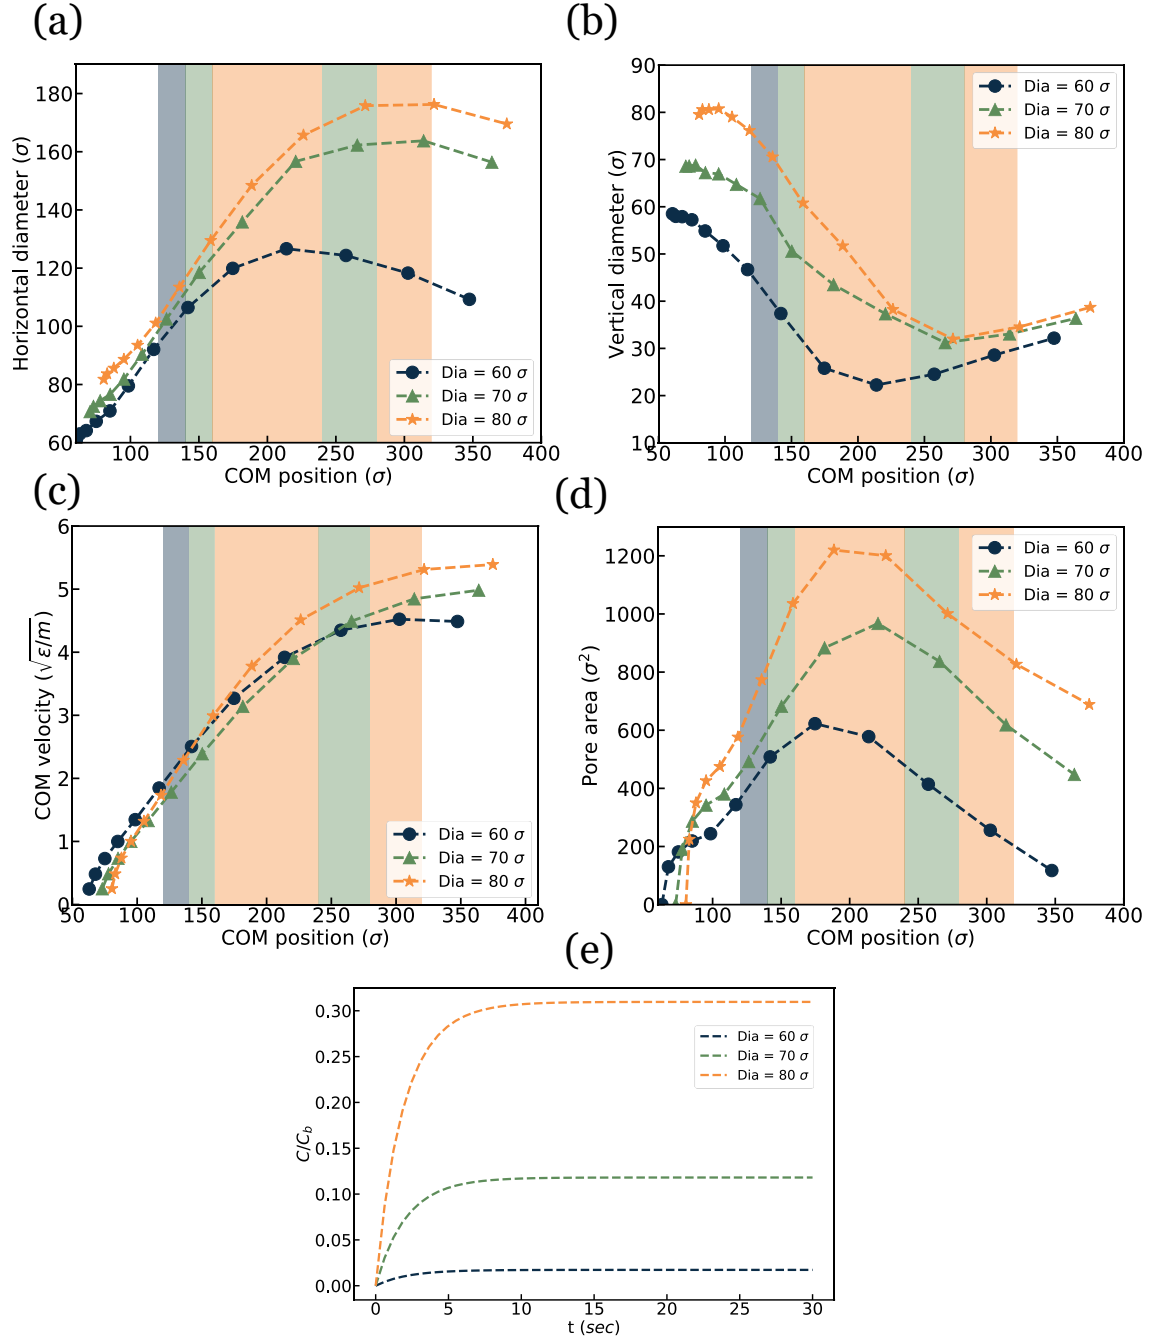 (a)
180
160
140
120
100
80
60
100
150
200
250
300
350
400
Horizontal diameter (σ)
COM position (σ)
Dia = 60 σ
Dia = 70 σ
Dia = 80 σ
(b)
90
80
70
60
50
40
30
20
10
50
100
150
200
250
300
350
400
Vertical diameter (σ)
COM position (σ)
Dia = 60 σ
Dia = 70 σ
Dia = 80 σ
(c)
6
5
4
3
2
1
0
50
100
150
200
250
300
350
400
COM velocity (√ε/m)
COM position (σ)
Dia = 60 σ
Dia = 70 σ
Dia = 80 σ
(d)
1200
1000
800
600
400
200
0
100
150
200
250
300
350
400
Pore area (σ²)
COM position (σ)
Dia = 60 σ
Dia = 70 σ
Dia = 80 σ
(e)
0.30
0.25
0.20
0.15
0.10
0.05
0.00
0
5
10
15
20
25
30
C/C_b
t (sec)
Dia = 60 σ
Dia = 70 σ
Dia = 80 σ